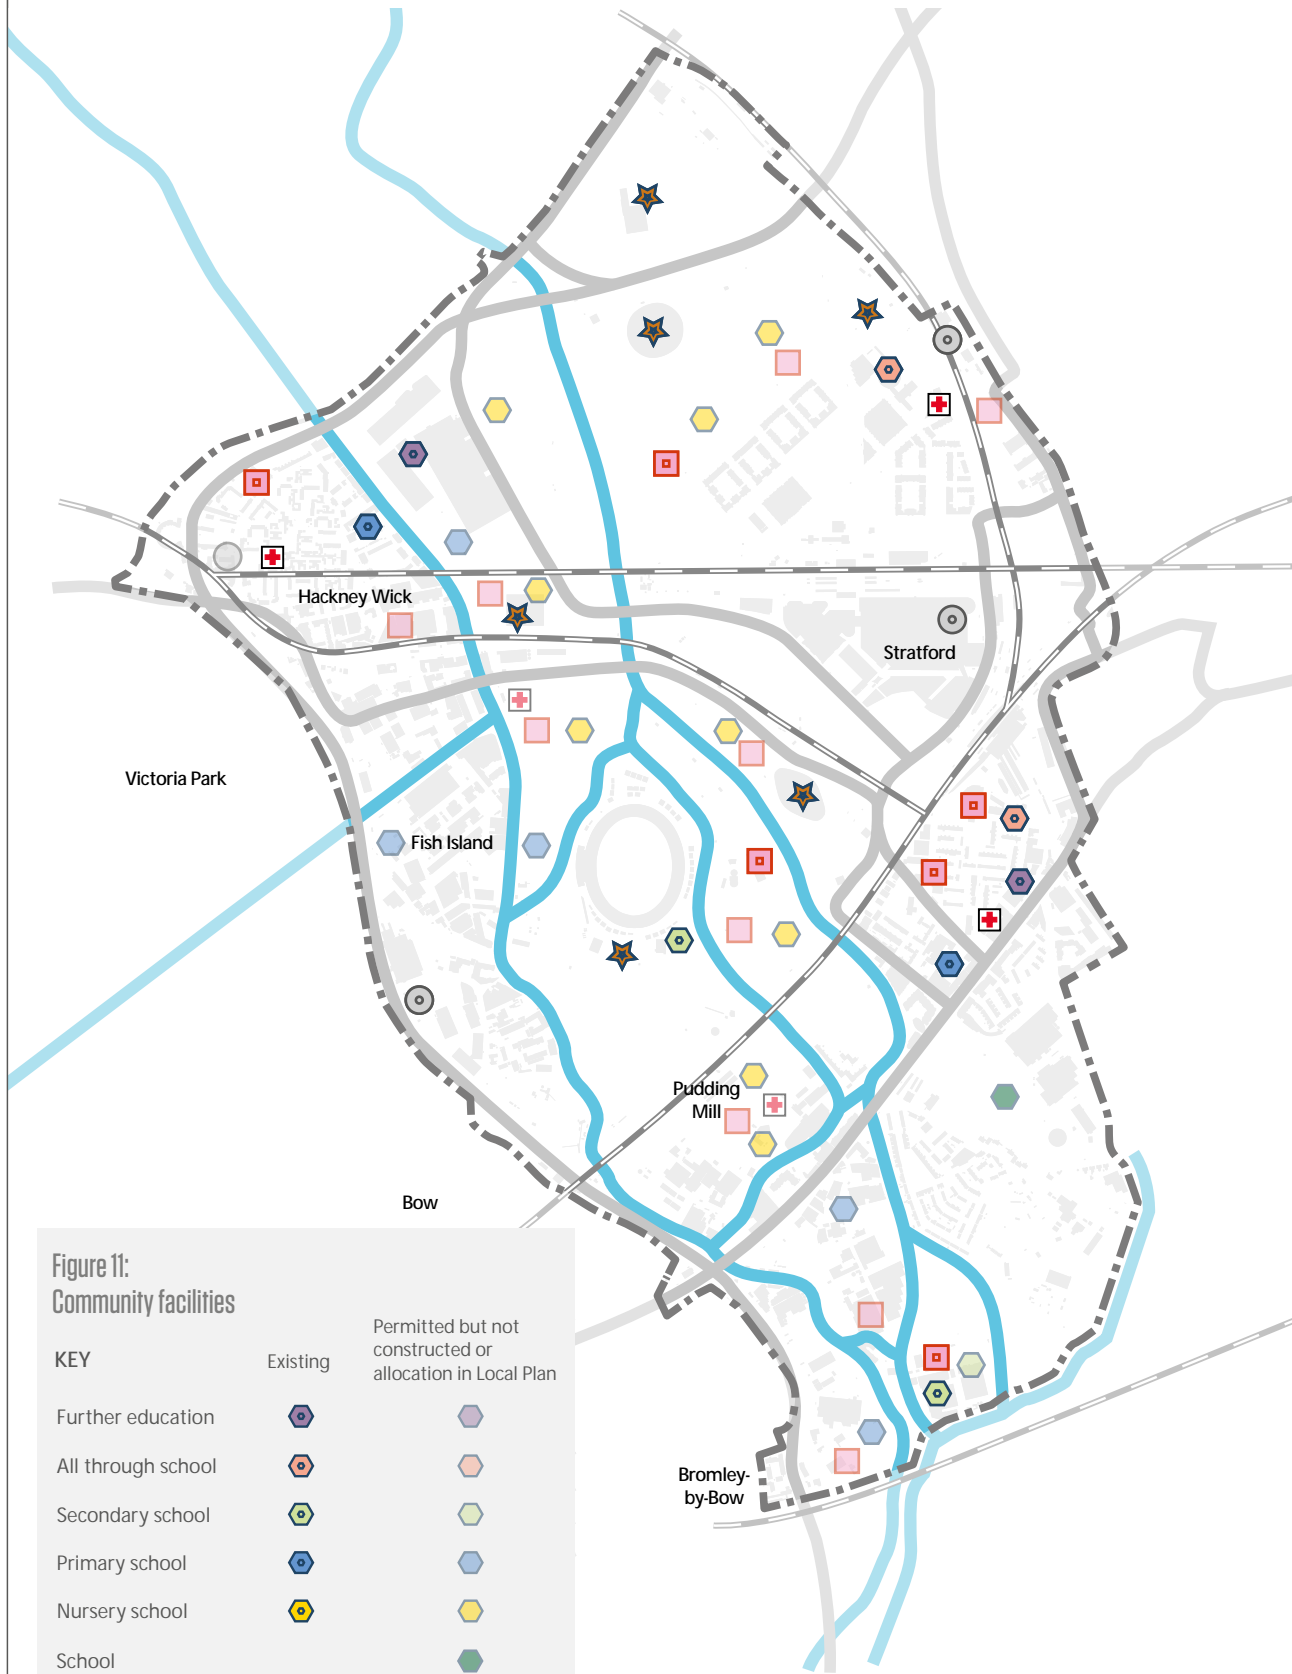 Hackney Wick
Stratford
Victoria Park
Fish Island
Pudding
Mill
Bow
Bromley-
by-Bow
Figure 11:
Community facilities
KEY
Existing
Permitted but not
constructed or
allocation in Local Plan
Further education
All through school
Secondary school
Primary school
Nursery school
School